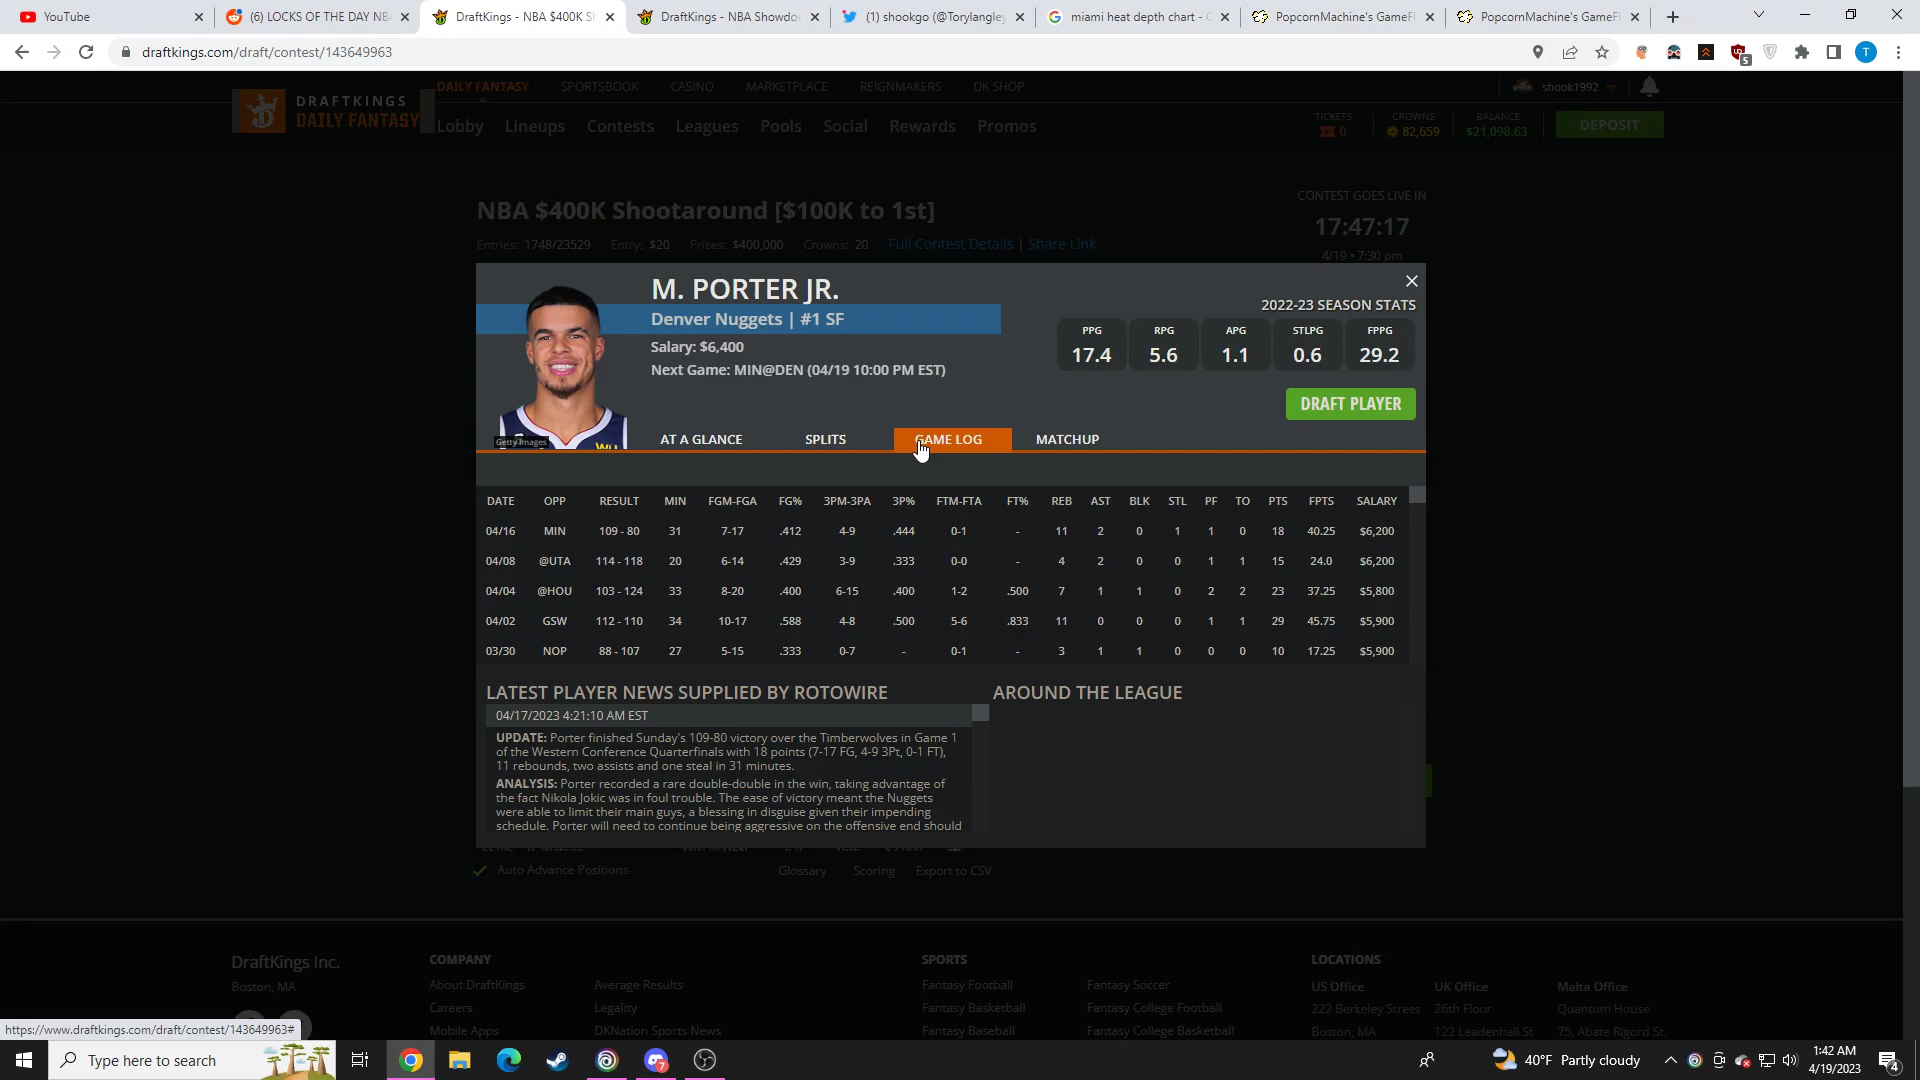 YouTube
(6) LOCKS OF THE DAY NB
DraftKings - NBA $400K Sh
DraftKings - NBA Showdo
(1) shookgo (@Torylangley
miami heat depth chart - G
PopcornMachine's GameFl
PopcornMachine's GameFl
draftkings.com/draft/contest/143649963
5
T
DRAFTKINGS
DAILY FANTASY
DAILY FANTASY SPORTSBOOK CASINO MARKETPLACE REIGNMAKERS DK SHOP
shook1992
Lobby Lineups Contests Leagues Pools Social Rewards Promos
TICKETS
0
CROWNS
82,659
BALANCE
$21,098.63
DEPOSIT
NBA $400K Shootaround [$100K to 1st]
Entries: 1748/23529 Entry: $20 Prizes: $400,000 Crowns: 20 Full Contest Details | Share Link
CONTEST GOES LIVE IN
17:47:17
4/19 • 7:30 pm
M. PORTER JR.
Denver Nuggets | #1 SF
Salary: $6,400
Next Game: MIN@DEN (04/19 10:00 PM EST)
Getty Images
2022-23 SEASON STATS
PPG RPG APG STLPG FPPG
17.4 5.6 1.1 0.6 29.2
DRAFT PLAYER
AT A GLANCE SPLITS GAME LOG MATCHUP
DATE OPP RESULT MIN FGM-FGA FG% 3PM-3PA 3P% FTM-FTA FT% REB AST BLK STL PF TO PTS FPTS SALARY
04/16 MIN 109 - 80 31 7-17 .412 4-9 .444 0-1 - 11 2 0 1 1 0 18 40.25 $6,200
04/08 @UTA 114 - 118 20 6-14 .429 3-9 .333 0-0 - 4 2 0 0 1 1 15 24.0 $6,200
04/04 @HOU 103 - 124 33 8-20 .400 6-15 .400 1-2 .500 7 1 1 0 2 2 23 37.25 $5,800
04/02 GSW 112 - 110 34 10-17 .588 4-8 .500 5-6 .833 11 0 0 0 1 1 29 45.75 $5,900
03/30 NOP 88 - 107 27 5-15 .333 0-7 - 0-1 - 3 1 1 0 0 0 10 17.25 $5,900
LATEST PLAYER NEWS SUPPLIED BY ROTOWIRE
AROUND THE LEAGUE
04/17/2023 4:21:10 AM EST
UPDATE: Porter finished Sunday's 109-80 victory over the Timberwolves in Game 1
of the Western Conference Quarterfinals with 18 points (7-17 FG, 4-9 3Pt, 0-1 FT),
11 rebounds, two assists and one steal in 31 minutes.
ANALYSIS: Porter recorded a rare double-double in the win, taking advantage of
the fact Nikola Jokic was in foul trouble. The ease of victory meant the Nuggets
were able to limit their main guys, a blessing in disguise given their impending
schedule. Porter will need to continue being aggressive on the offensive end should
Auto Advance Positions
Glossary Scoring Export to CSV
DraftKings Inc.
Boston, MA
COMPANY
About DraftKings Average Results
Careers Legality
Mobile Apps DKNation Sports News
SPORTS
Fantasy Football Fantasy Soccer
Fantasy Basketball Fantasy College Football
Fantasy Baseball Fantasy College Basketball
LOCATIONS
US Office UK Office Malta Office
222 Berkeley Street 26th Floor Quantum House
Boston, MA 122 Leadenhall St 75, Abate Rigord St.
https://www.draftkings.com/draft/contest/143649963#
Type here to search
7
40°F Partly cloudy
1:42 AM
4/19/2023
4